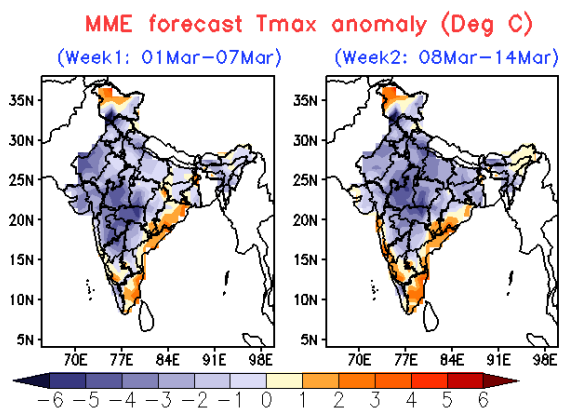 MME forecast Tmax anomaly (Deg C)
(Week1: 01Mar-07Mar) (Week2: 08Mar-14Mar)
35N 35N
30N 30N
25N 25N
20N 20N
15N 15N
10N 10N
5N 5N
70E 77E 84E 91E 98E 70E 77E 84E 91E 98E
-6 -5 -4 -3 -2 -1 0 1 2 3 4 5 6